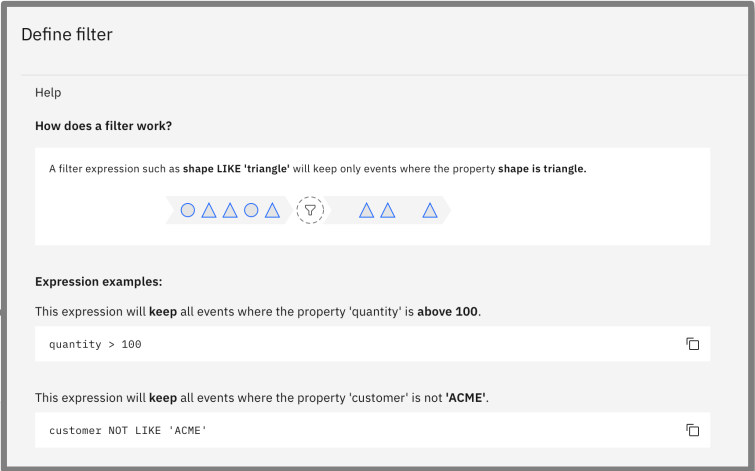 Define filter
Help
How does a filter work?
A filter expression such as shape LIKE 'triangle' will keep only events where the property shape is triangle.
Expression examples:
This expression will keep all events where the property 'quantity' is above 100.
quantity > 100
This expression will keep all events where the property 'customer' is not 'ACME'.
customer NOT LIKE 'ACME'